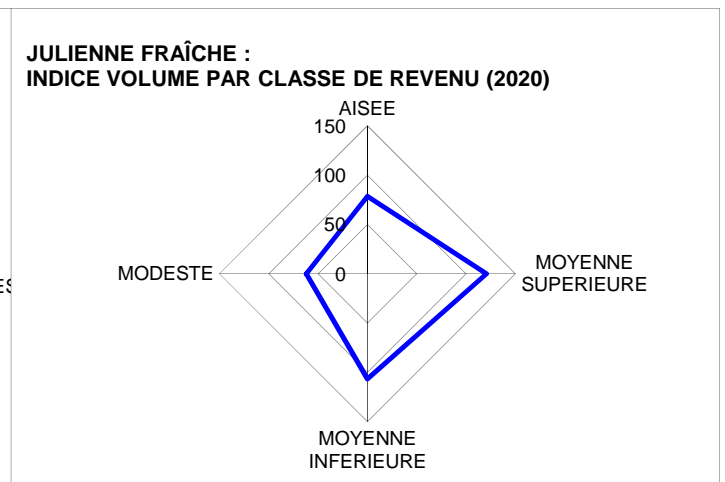 JULIENNE FRAÎCHE :
INDICE VOLUME PAR CLASSE DE REVENU (2020)
AISEE
150
100
50
0
MODESTE
MOYENNE
SUPERIEURE
MOYENNE
INFERIEURE
ES